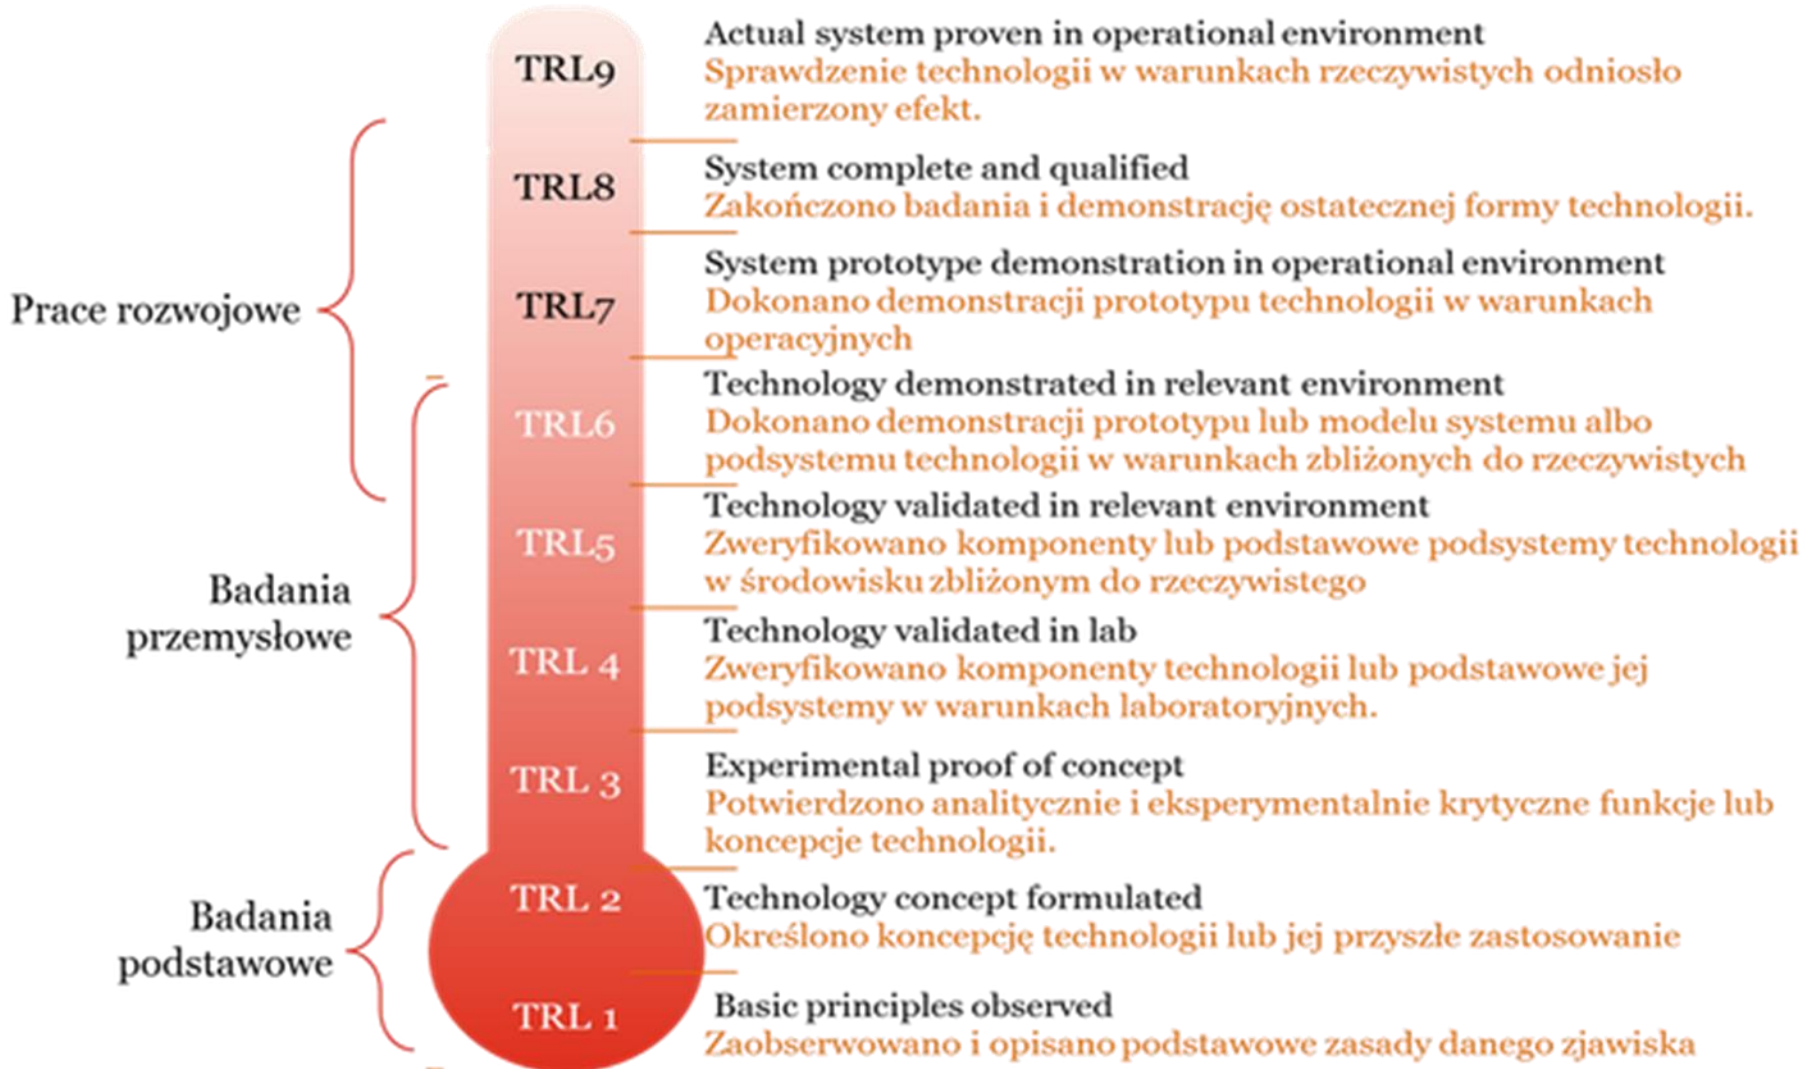 TRL9
Actual system proven in operational environment
Sprawdzenie technologii w warunkach rzeczywistych odniosło
zamierzony efekt.
TRL8
System complete and qualified
Zakończono badania i demonstrację ostatecznej formy technologii.
Prace rozwojowe
TRL7
System prototype demonstration in operational environment
Dokonano demonstracji prototypu technologii w warunkach
operacyjnych
TRL6
Technology demonstrated in relevant environment
Dokonano demonstracji prototypu lub modelu systemu albo
podsystemu technologii w warunkach zbliżonych do rzeczywistych
TRL5
Technology validated in relevant environment
Zweryfikowano komponenty lub podstawowe podsystemy technologii
w środowisku zbliżonym do rzeczywistego
Badania
przemysłowe
TRL 4
Technology validated in lab
Zweryfikowano komponenty technologii lub podstawowe jej
podsystemy w warunkach laboratoryjnych.
TRL 3
Experimental proof of concept
Potwierdzono analitycznie i eksperymentalnie krytyczne funkcje lub
koncepcje technologii.
Badania
podstawowe
TRL 2
Technology concept formulated
Określono koncepcję technologii lub jej przyszłe zastosowanie
TRL 1
Basic principles observed
Zaobserwowano i opisano podstawowe zasady danego zjawiska